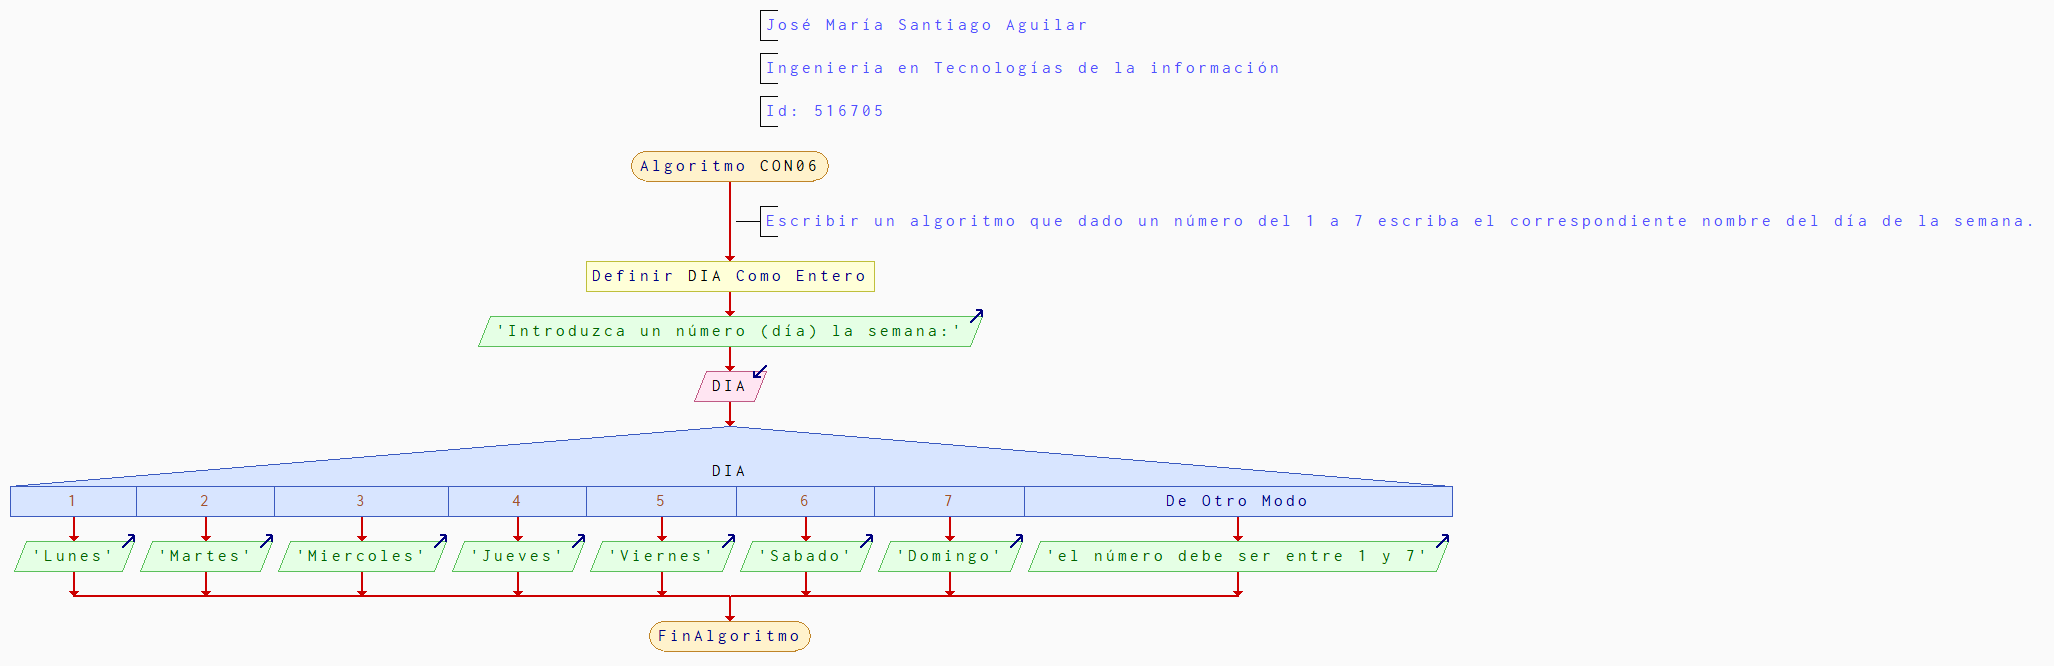 José María Santiago Aguilar
Ingenieria en Tecnologías de la información
Id: 516705
Algoritmo CON06
Escribir un algoritmo que dado un número del 1 a 7 escriba el correspondiente nombre del día de la semana.
Definir DIA Como Entero
'Introduzca un número (día) la semana:'
DIA
DIA
1 2 3 4 5 6 7 De Otro Modo
'Lunes' 'Martes' 'Miercoles' 'Jueves' 'Viernes' 'Sabado' 'Domingo' 'el número debe ser entre 1 y 7'
FinAlgoritmo